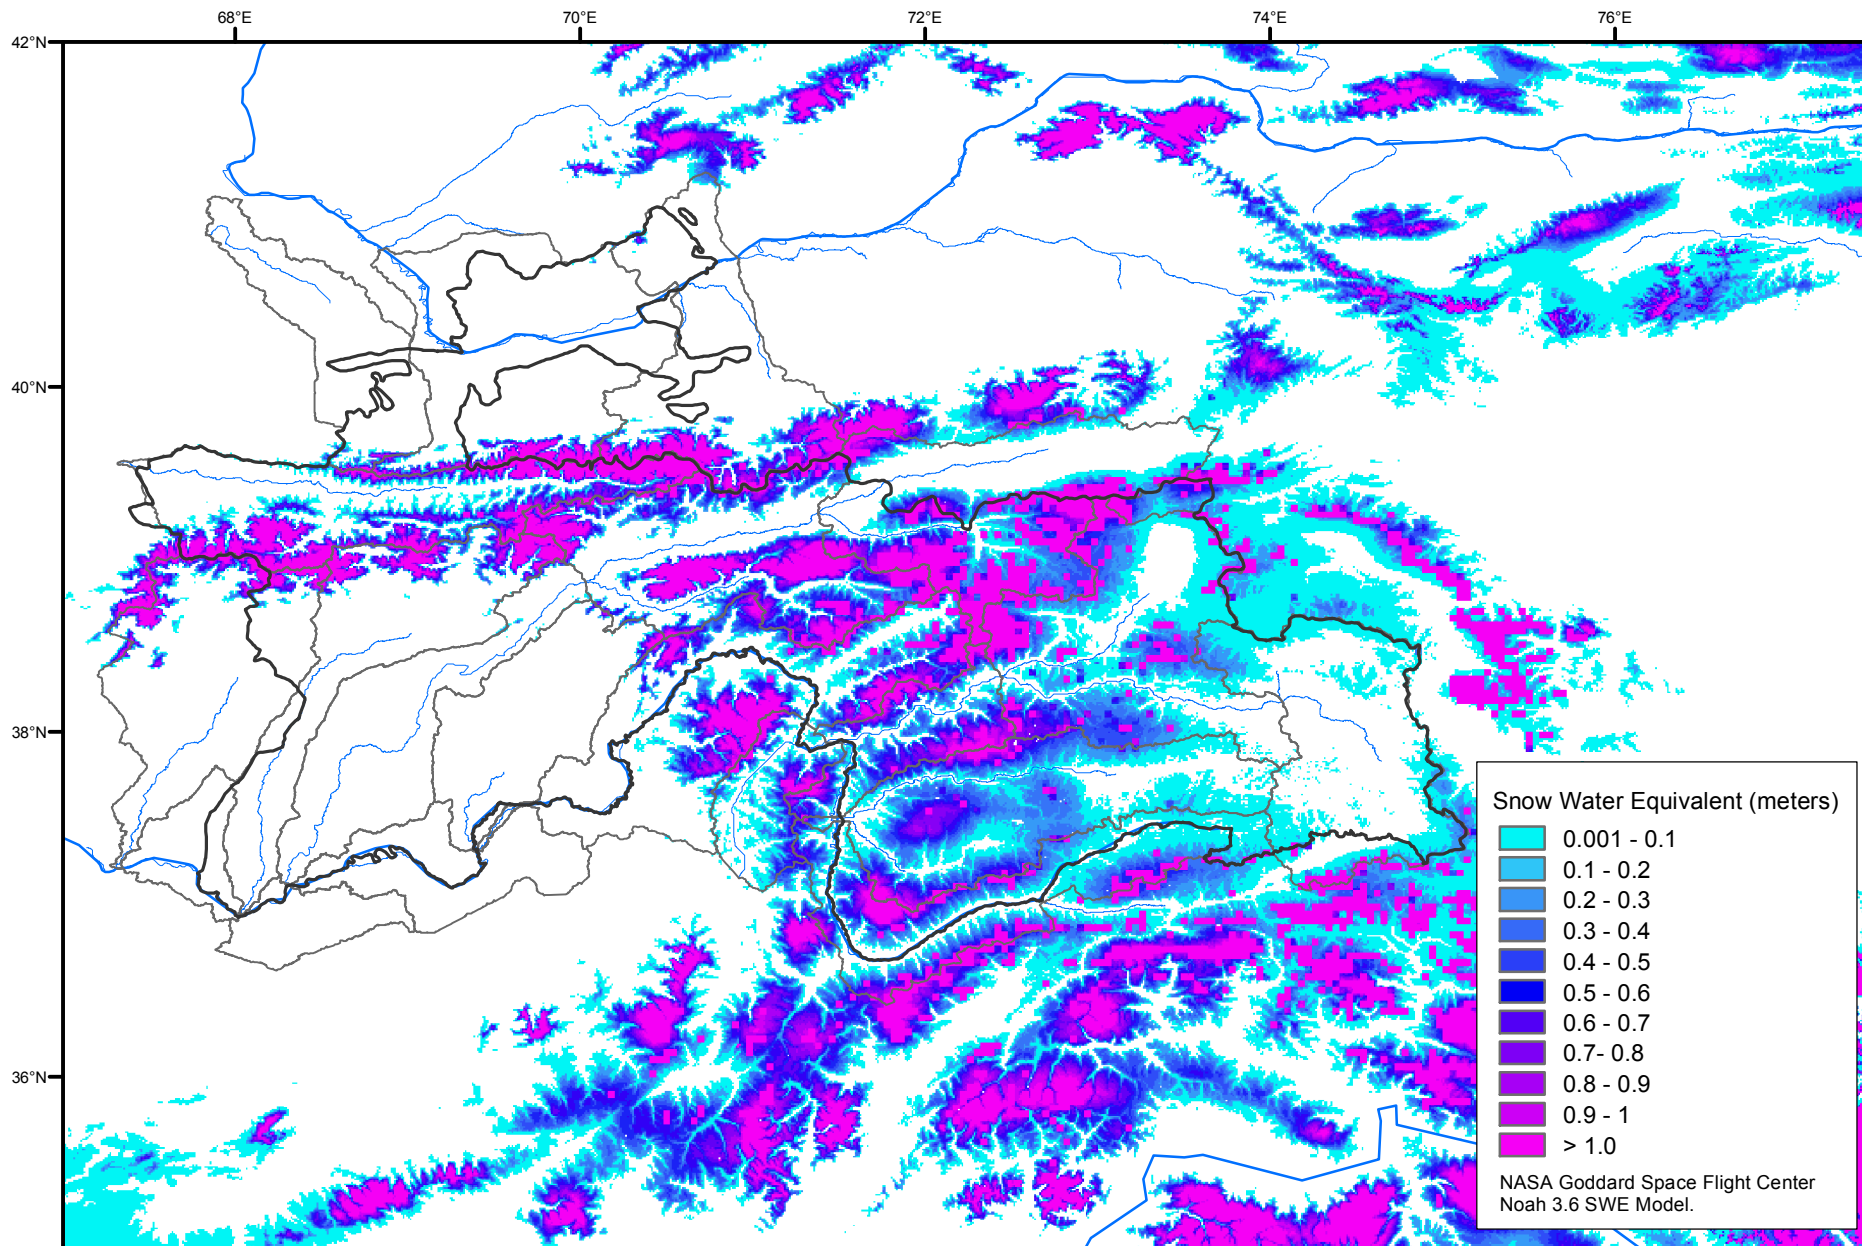 68°E
70°E
72°E
74°E
76°E
42°N
40°N
38°N
36°N
Snow Water Equivalent (meters)
0.001 - 0.1
0.1 - 0.2
0.2 - 0.3
0.3 - 0.4
0.4 - 0.5
0.5 - 0.6
0.6 - 0.7
0.7- 0.8
0.8 - 0.9
0.9 - 1
> 1.0
NASA Goddard Space Flight Center
Noah 3.6 SWE Model.